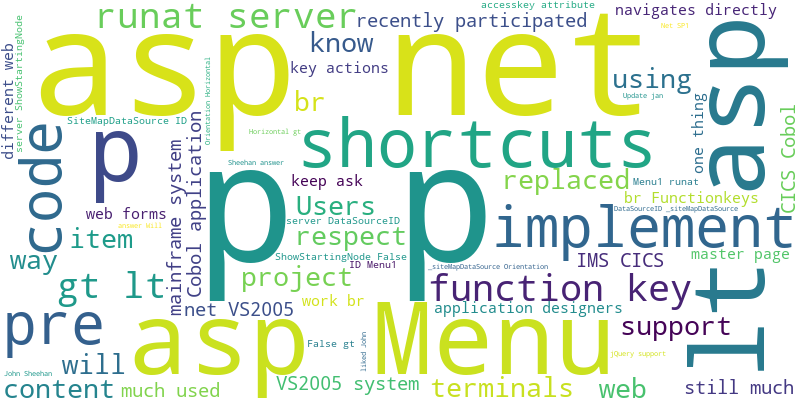 accesskey attribute
navigates directly
runat server
recently participated
asp net
Not SP1
different web
server ShowStartingNode
know
key actions
Orientation Horizontal
using
asp
br
Update jan
one thing
SiteMapDataSource ID
Horizontal gt
shortcuts
CICS Cobol
code
p
mainframe system
Cobol application
Sheehan answer
p p
keep ask
replaced
Menu1 runat
br Functionkeys
web forms
Users
server DataSourceID
DataSourceID _siteMapDataSource
answer will
item
respect
implement
way
ShowStartingNode False
ID Menu1
_siteMapDataSource Orientation
IMS CICS
master page
gt lt
project
function key
lt
pre
net VS2005
work br
application designers
support
asp Menu
will
False gt
liked John
jQuery support
John Sheehan
content
much used
VS2005 system
terminals
web
still much